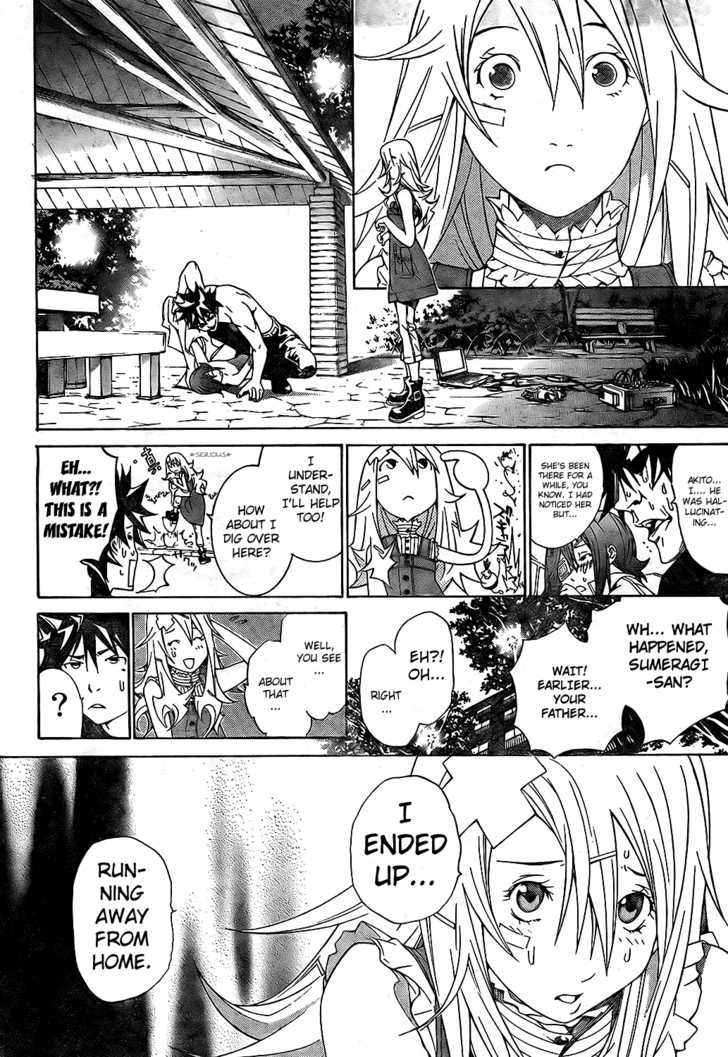 SHE'S BEEN
THERE FOR A
WHILE, YOU
KNOW. I HAD
NOTICED HER
BUT...
AKITO...
I.... HE
WAS HAL-
LUCINAT-
ING...
I
UNDER-
STAND,
I'LL HELP
TOO!
HOW
ABOUT I
DIG OVER
HERE?
*SERIOUS*
EH...
WHAT?!
THIS IS A
MISTAKE!
WH... WHAT
HAPPENED,
SUMERAGI
-SAN?
WAIT!
EARLIER...
YOUR
FATHER...
EH?!
OH...
RIGHT
...
WELL,
YOU SEE
...
ABOUT
THAT ...
?
I
ENDED
UP...
RUN-
NING
AWAY
FROM
HOME.